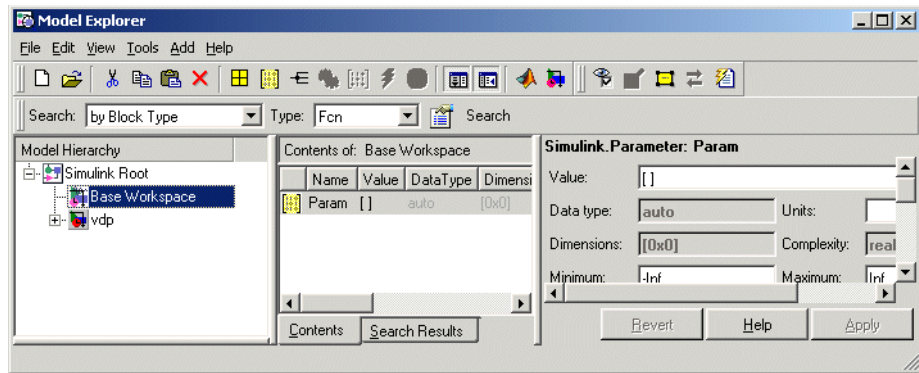 Model Explorer
File Edit View Tools Add Help
Search: by Block Type Type: Fcn Search
Model Hierarchy
Simulink Root
Base Workspace
vdp
Contents of: Base Workspace
Name Value DataType Dimensi
Param [ ] auto [0x0]
Contents Search Results
Simulink.Parameter: Param
Value: [ ]
Data type: auto Units:
Dimensions: [0x0] Complexity: real
Minimum: -Inf Maximum: Inf
Revert Help Apply